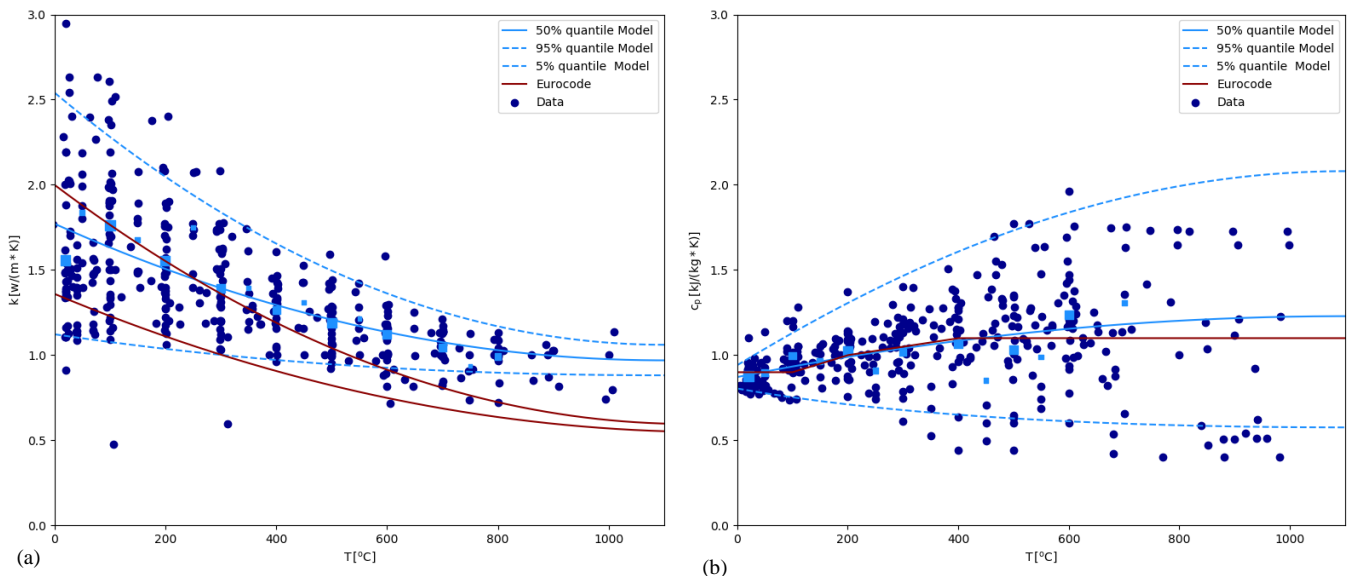 3.0
2.5
2.0
1.5
1.0
0.5
0.0
k [w/(m * K)]
0 200 400 600 800 1000
T [°C]
50% quantile Model
95% quantile Model
5% quantile Model
Eurocode
Data
(a)
3.0
2.5
2.0
1.5
1.0
0.5
0.0
cₚ [kJ/(kg * K)]
0 200 400 600 800 1000
T [°C]
50% quantile Model
95% quantile Model
5% quantile Model
Eurocode
Data
(b)